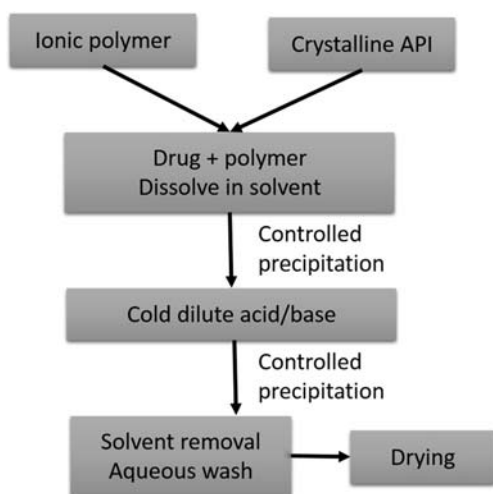 Ionic polymer
Crystalline API
Drug + polymer
Dissolve in solvent
Controlled
precipitation
Cold dilute acid/base
Controlled
precipitation
Solvent removal
Aqueous wash
Drying